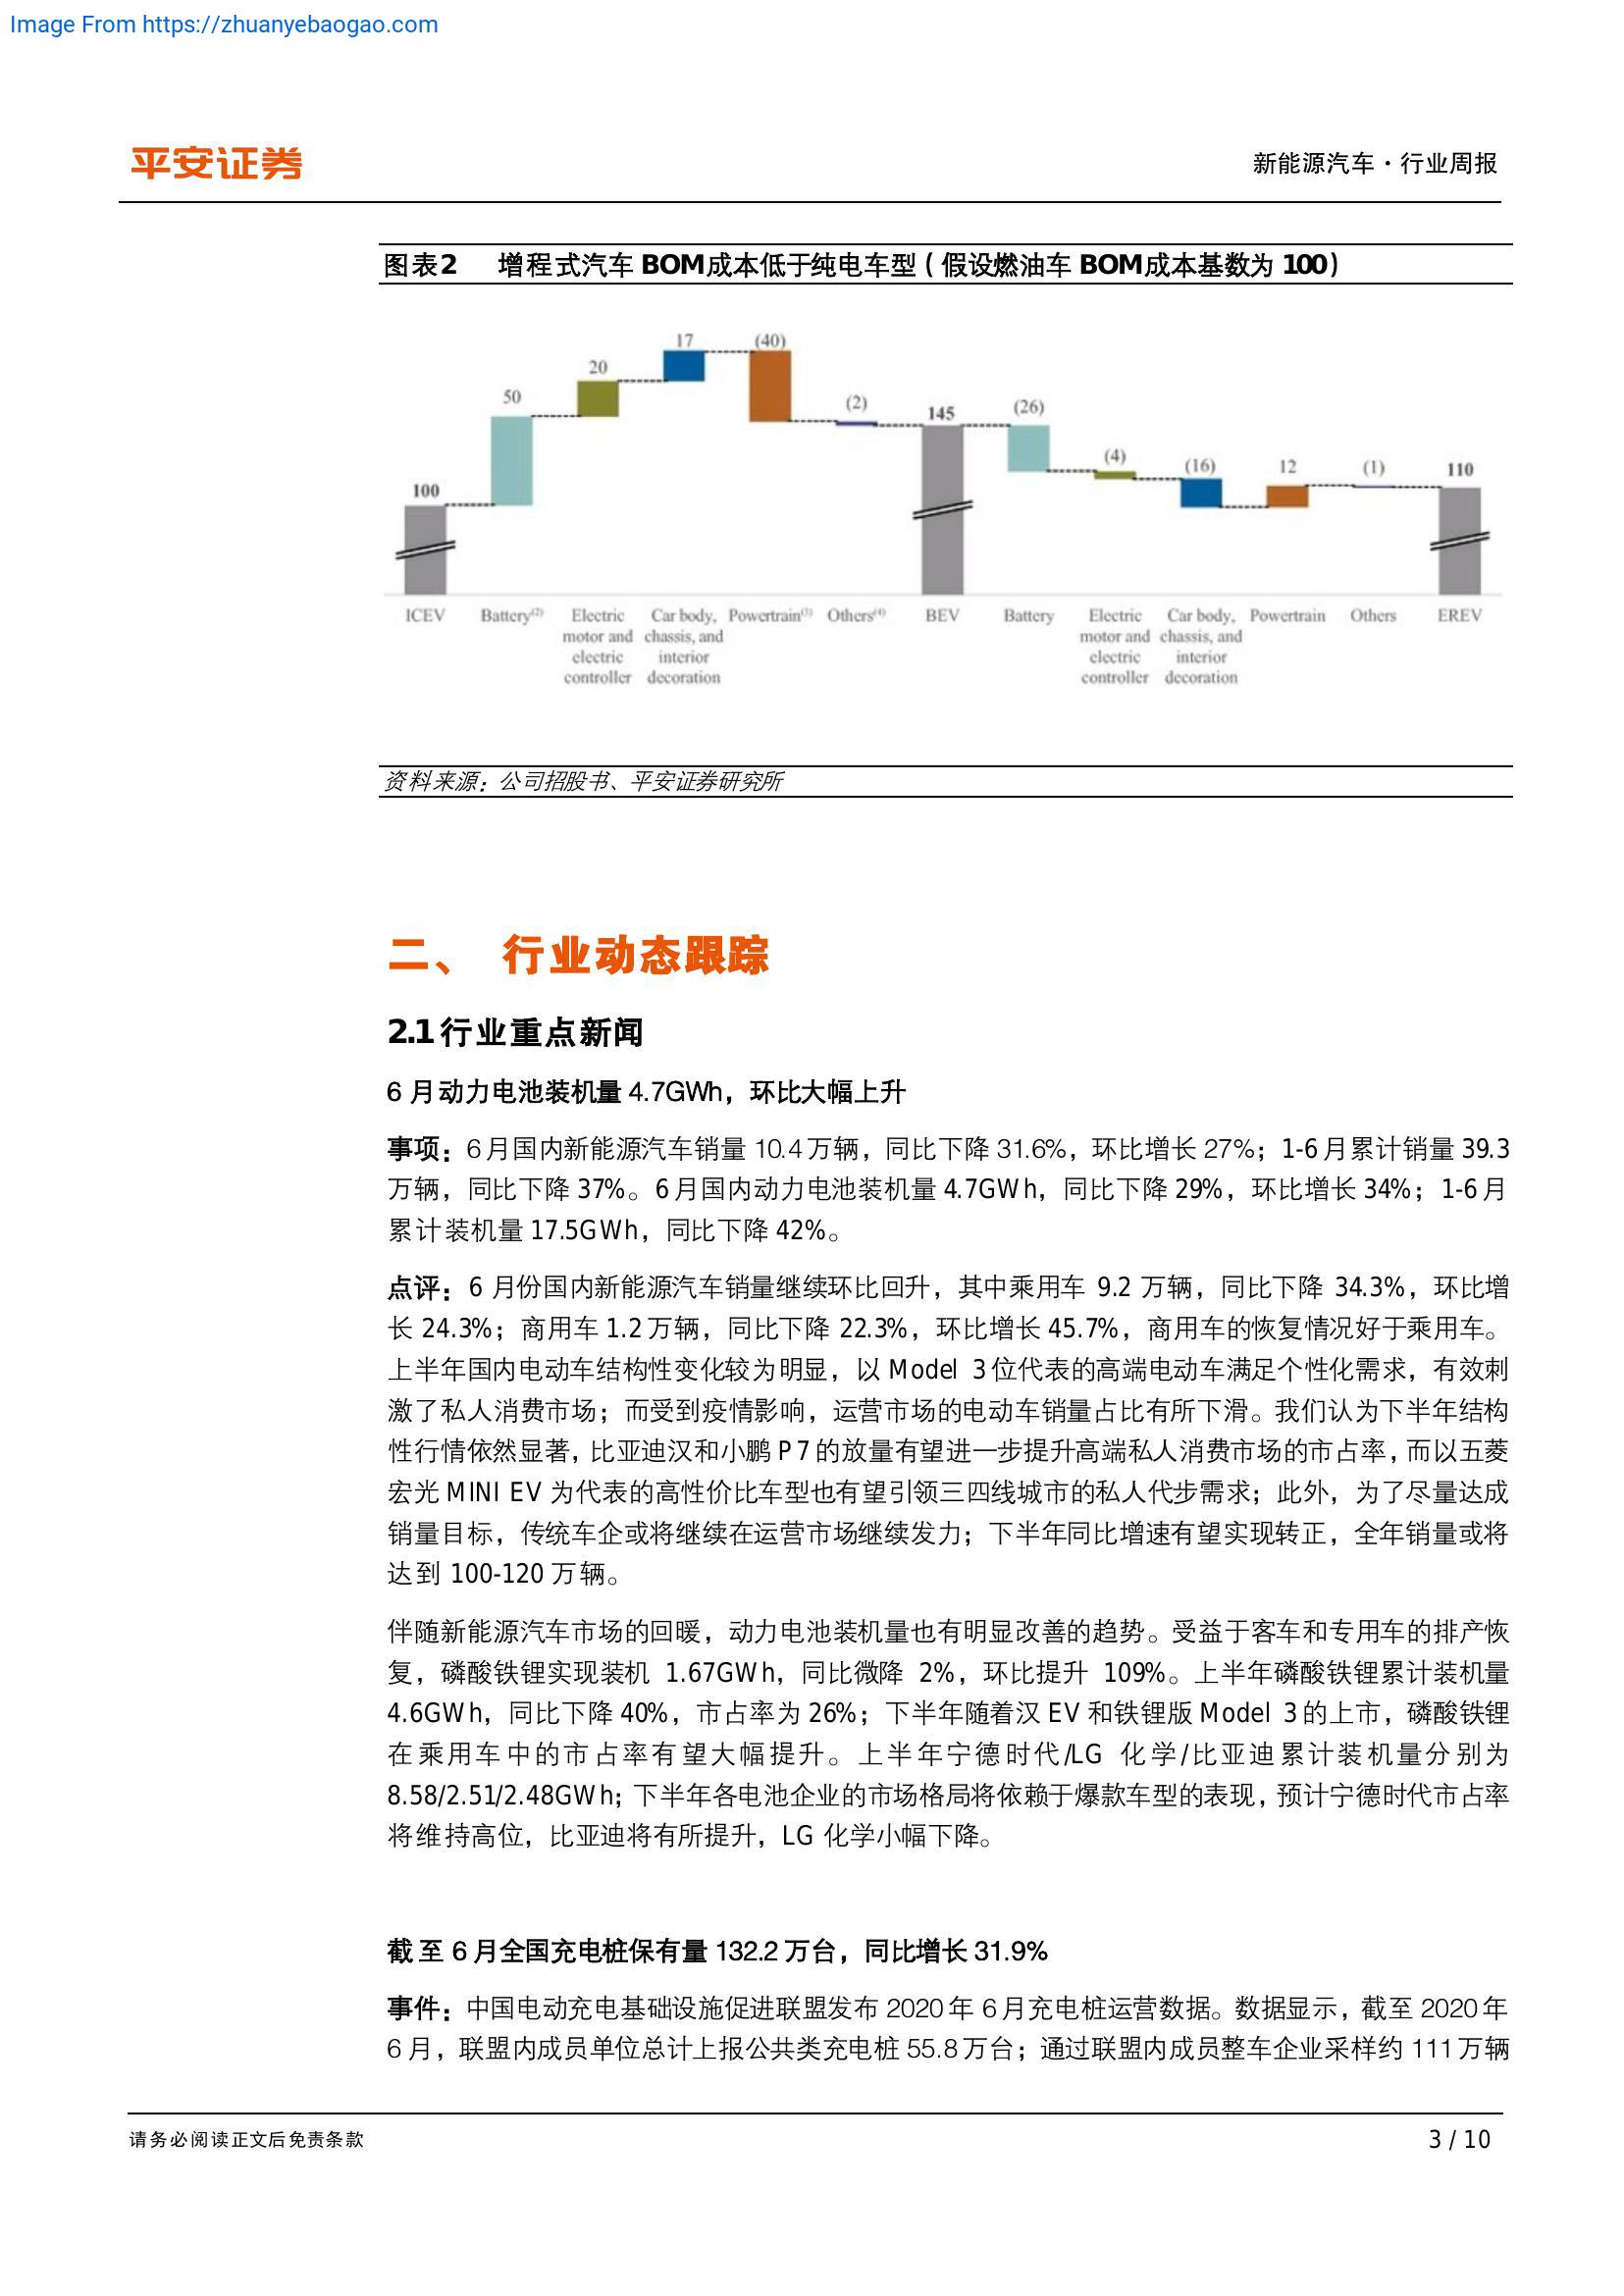 Image From https://zhuanyebaogao.com
平安证券
新能源汽车·行业周报
图表2 增程式汽车 BOM成本低于纯电车型(假设燃油车 BOM成本基数为 100)
17 (40)
20
50 (2) 145 (26)
(4) (16) 12 (1) 110
100
ICEV Battery(2) Electric motor and electric controller Car body, chassis, and interior decoration Powertrain(3) Others(4) BEV Battery Electric motor and electric controller Car body, chassis, and interior decoration Powertrain Others EREV
资料来源:公司招股书、平安证券研究所
二、 行业动态跟踪
2.1行业重点新闻
6 月动力电池装机量 4.7GWh,环比大幅上升
事项:6月国内新能源汽车销量 10.4万辆,同比下降 31.6%,环比增长 27%;1-6月累计销量 39.3
万辆,同比下降 37%。6月国内动力电池装机量 4.7GWh,同比下降 29%,环比增长 34%;1-6月
累计装机量 17.5GWh,同比下降 42%。
点评:6 月份国内新能源汽车销量继续环比回升,其中乘用车 9.2 万辆,同比下降 34.3%,环比增
长 24.3%;商用车 1.2万辆,同比下降 22.3%,环比增长 45.7%,商用车的恢复情况好于乘用车。
上半年国内电动车结构性变化较为明显,以 Model 3位代表的高端电动车满足个性化需求,有效刺
激了私人消费市场;而受到疫情影响,运营市场的电动车销量占比有所下滑。我们认为下半年结构
性行情依然显著,比亚迪汉和小鹏 P7的放量有望进一步提升高端私人消费市场的市占率,而以五菱
宏光 MINI EV 为代表的高性价比车型也有望引领三四线城市的私人代步需求;此外,为了尽量达成
销量目标,传统车企或将继续在运营市场继续发力;下半年同比增速有望实现转正,全年销量或将
达到 100-120 万辆。
伴随新能源汽车市场的回暖,动力电池装机量也有明显改善的趋势。受益于客车和专用车的排产恢
复,磷酸铁锂实现装机 1.67GWh,同比微降 2%,环比提升 109%。上半年磷酸铁锂累计装机量
4.6GWh,同比下降 40%,市占率为 26%;下半年随着汉 EV 和铁锂版 Model 3的上市,磷酸铁锂
在乘用车中的市占率有望大幅提升。上半年宁德时代/LG 化学/比亚迪累计装机量分别为
8.58/2.51/2.48GWh;下半年各电池企业的市场格局将依赖于爆款车型的表现,预计宁德时代市占率
将维持高位,比亚迪将有所提升,LG 化学小幅下降。
截至 6月全国充电桩保有量 132.2 万台,同比增长 31.9%
事件:中国电动充电基础设施促进联盟发布 2020年 6月充电桩运营数据。数据显示,截至 2020年
6月,联盟内成员单位总计上报公共类充电桩 55.8万台;通过联盟内成员整车企业采样约 111万辆
请务必阅读正文后免责条款
3 / 10